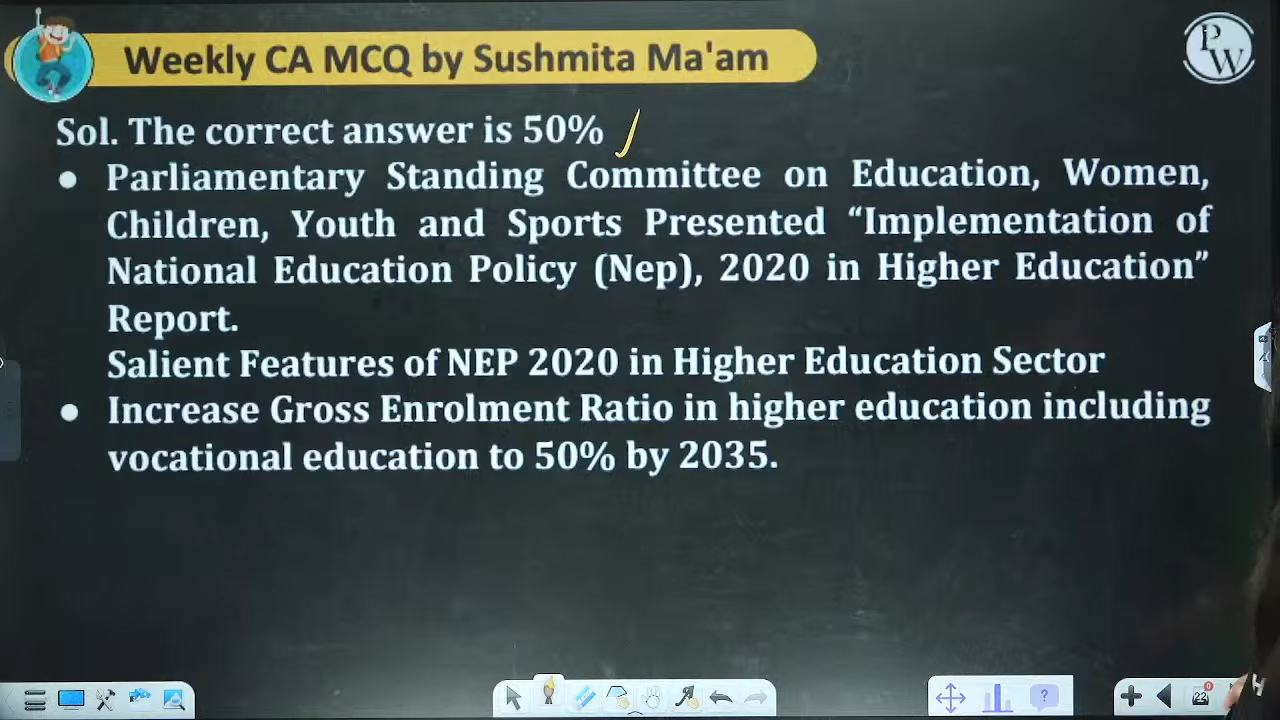 Weekly CA MCQ by Sushmita Ma'am
PW
Sol. The correct answer is 50%
● Parliamentary Standing Committee on Education, Women,
Children, Youth and Sports Presented “Implementation of
National Education Policy (Nep), 2020 in Higher Education”
Report.
Salient Features of NEP 2020 in Higher Education Sector
● Increase Gross Enrolment Ratio in higher education including
vocational education to 50% by 2035.
22